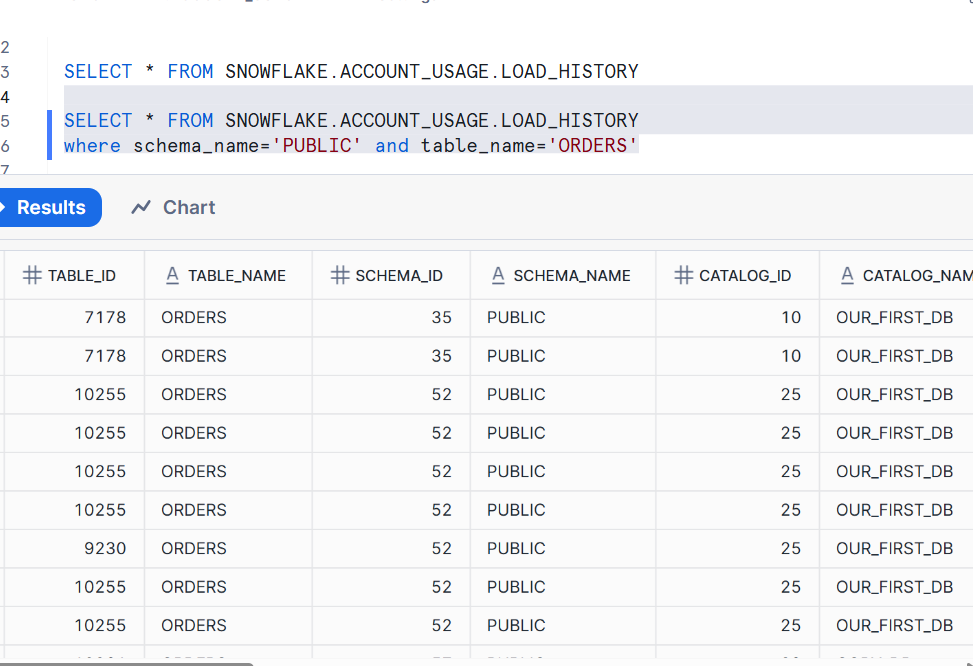 2
3 SELECT * FROM SNOWFLAKE.ACCOUNT_USAGE.LOAD_HISTORY
4
5 SELECT * FROM SNOWFLAKE.ACCOUNT_USAGE.LOAD_HISTORY
6 where schema_name='PUBLIC' and table_name='ORDERS'
7
Results Chart
TABLE_ID A TABLE_NAME SCHEMA_ID A SCHEMA_NAME CATALOG_ID A CATALOG_NAM
7178 ORDERS 35 PUBLIC 10 OUR_FIRST_DB
7178 ORDERS 35 PUBLIC 10 OUR_FIRST_DB
10255 ORDERS 52 PUBLIC 25 OUR_FIRST_DB
10255 ORDERS 52 PUBLIC 25 OUR_FIRST_DB
10255 ORDERS 52 PUBLIC 25 OUR_FIRST_DB
10255 ORDERS 52 PUBLIC 25 OUR_FIRST_DB
9230 ORDERS 52 PUBLIC 25 OUR_FIRST_DB
10255 ORDERS 52 PUBLIC 25 OUR_FIRST_DB
10255 ORDERS 52 PUBLIC 25 OUR_FIRST_DB